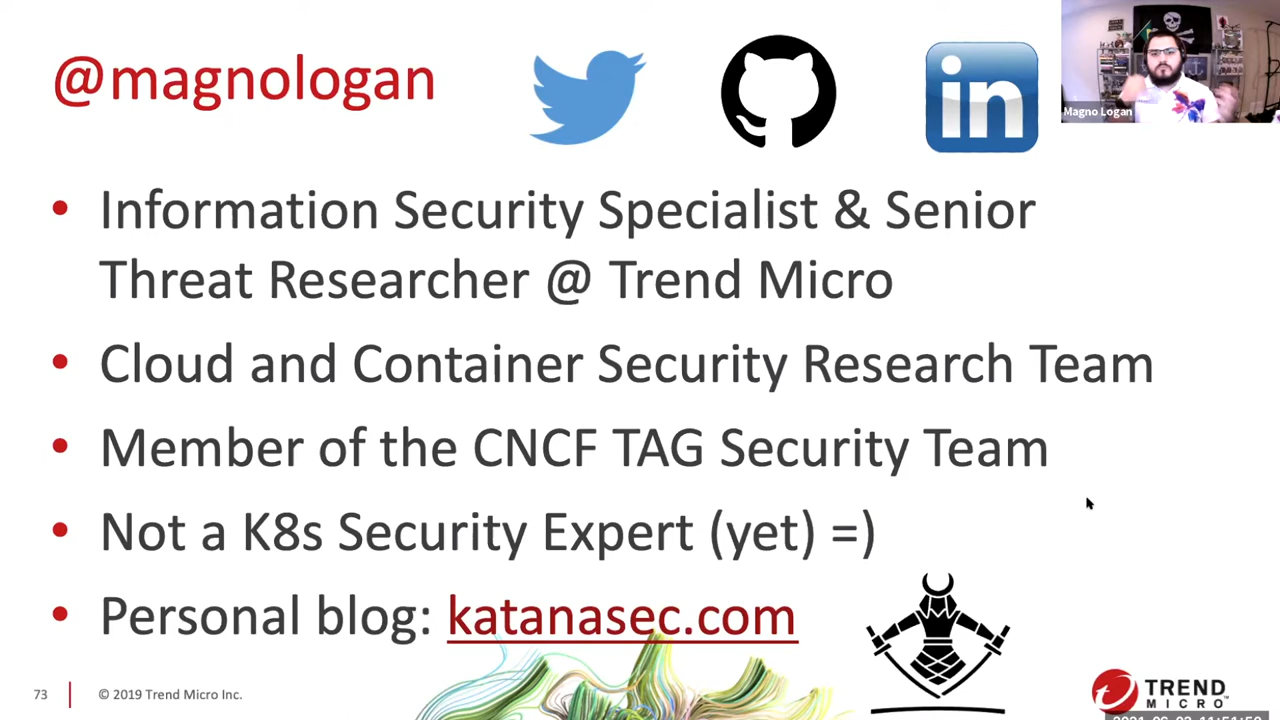 @magnologan
in
Magno Logan
• Information Security Specialist & Senior
Threat Researcher @ Trend Micro
• Cloud and Container Security Research Team
• Member of the CNCF TAG Security Team
• Not a K8s Security Expert (yet) =)
• Personal blog: katanasec.com
73
© 2019 Trend Micro Inc.
TREND
MICRO™